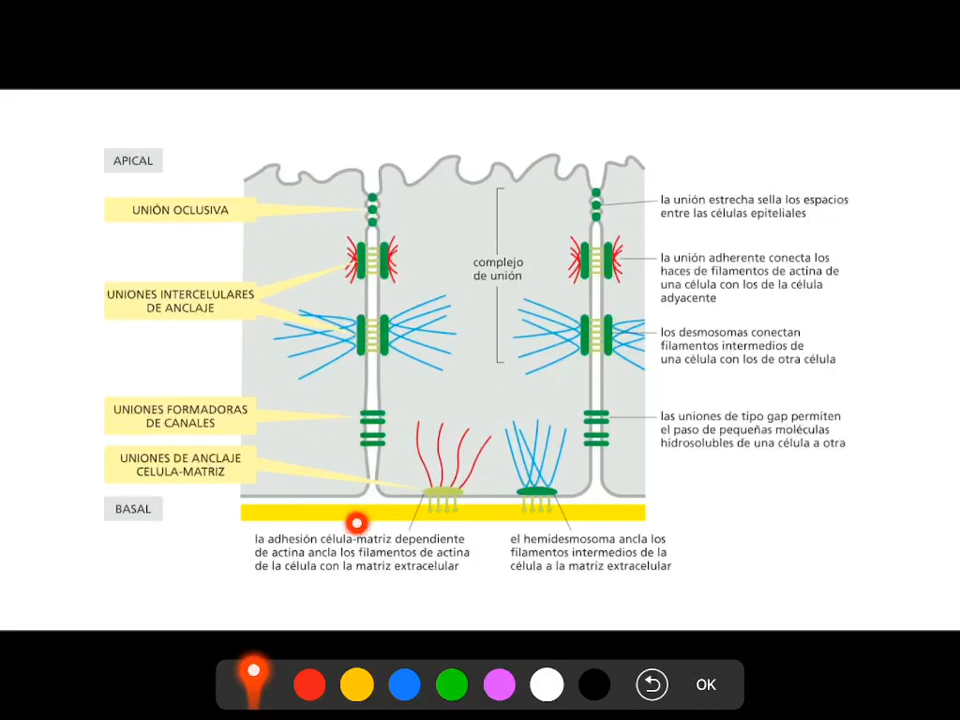 APICAL
UNIÓN OCLUSIVA
UNIONES INTERCELULARES
DE ANCLAJE
UNIONES FORMADORAS
DE CANALES
UNIONES DE ANCLAJE
CELULA-MATRIZ
BASAL
complejo
de unión
la unión estrecha sella los espacios
entre las células epiteliales
la unión adherente conecta los
haces de filamentos de actina de
una célula con los de la célula
adyacente
los desmosomas conectan
filamentos intermedios de
una célula con los de otra célula
las uniones de tipo gap permiten
el paso de pequeñas moléculas
hidrosolubles de una célula a otra
la adhesión célula-matriz dependiente
de actina ancla los filamentos de actina
de la célula con la matriz extracelular
el hemidesmosoma ancla los
filamentos intermedios de la
célula a la matriz extracelular
OK